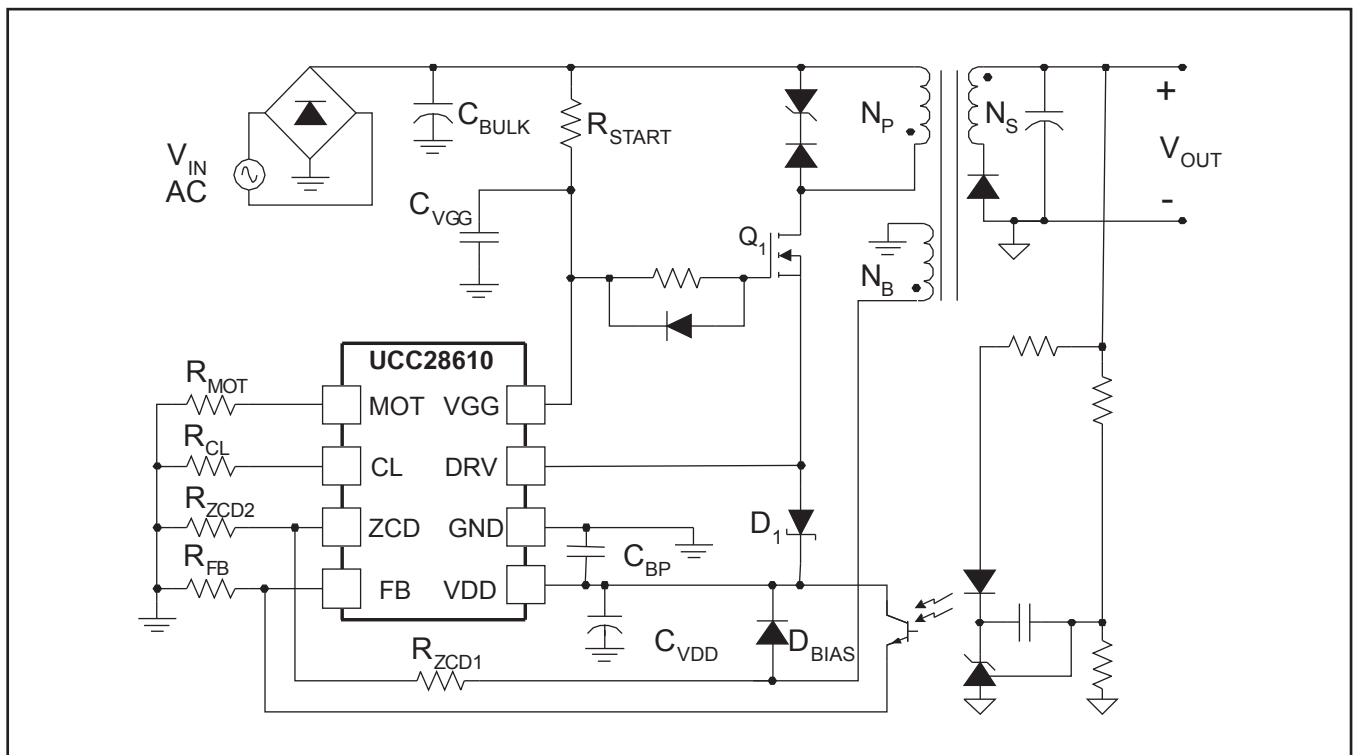 C_BULK
R_START
N_P
N_S
+
V_OUT
-
V_IN
AC
C_VGG
Q_1
N_B
UCC28610
R_MOT
MOT
VGG
R_CL
CL
DRV
R_ZCD2
ZCD
GND
D_1
C_BP
R_FB
FB
VDD
C_VDD
D_BIAS
R_ZCD1